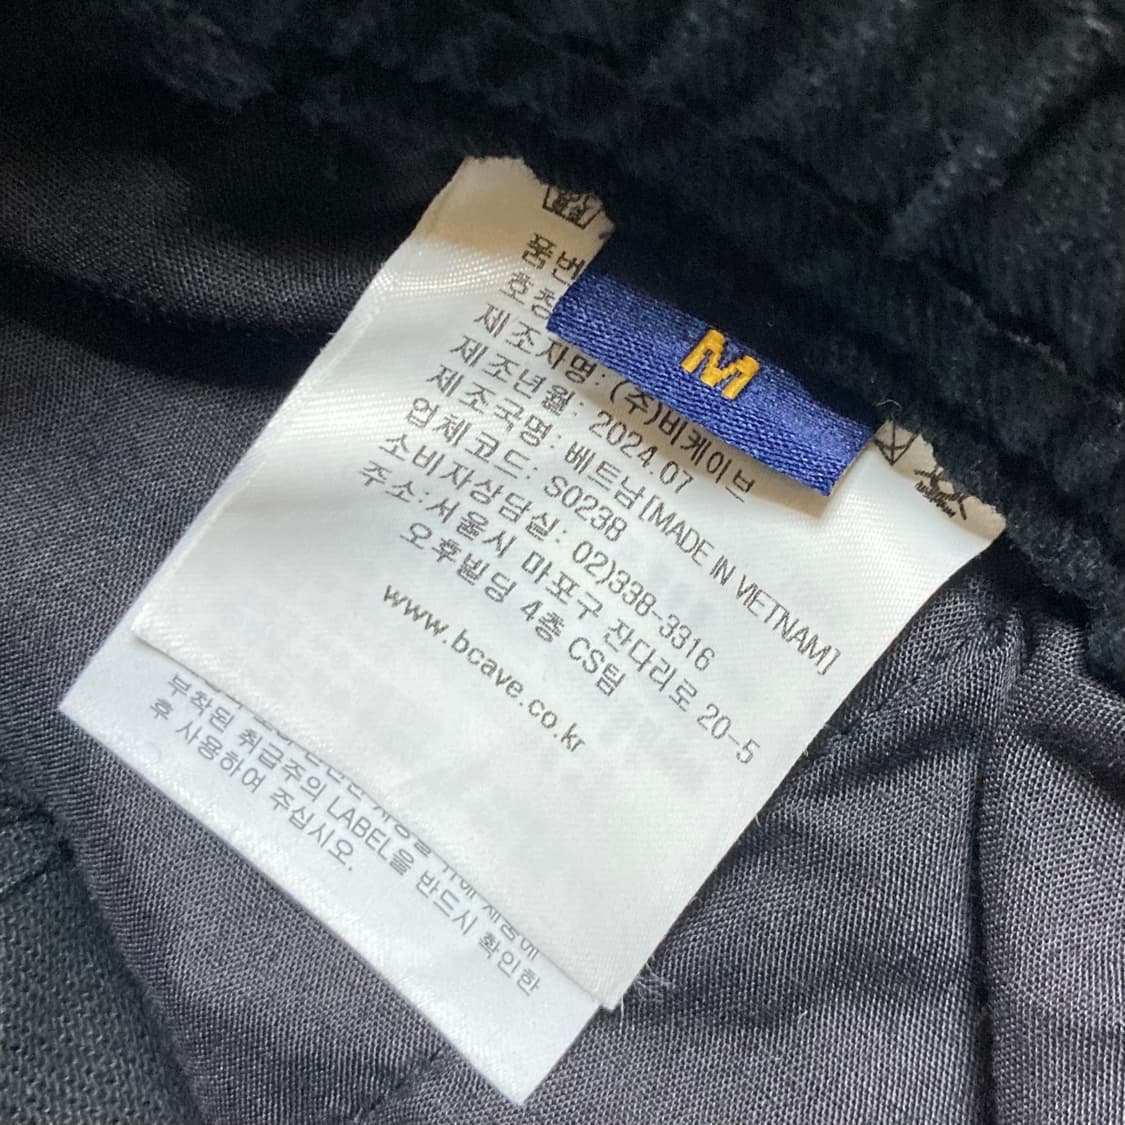 M
품번
호칭
제조자명: (주)비케이브
제조년월: 2024.07
제조국명: 베트남[MADE IN VIETNAM]
업체코드: S0238
소비자상담실: 02)338-3316
주소:서울시 마포구 잔다리로 20-5
오후빌딩 4층 CS팀
www.bcave.co.kr
부착된 취급주의 LABEL을 반드시 확인한
후 사용하여 주십시오.